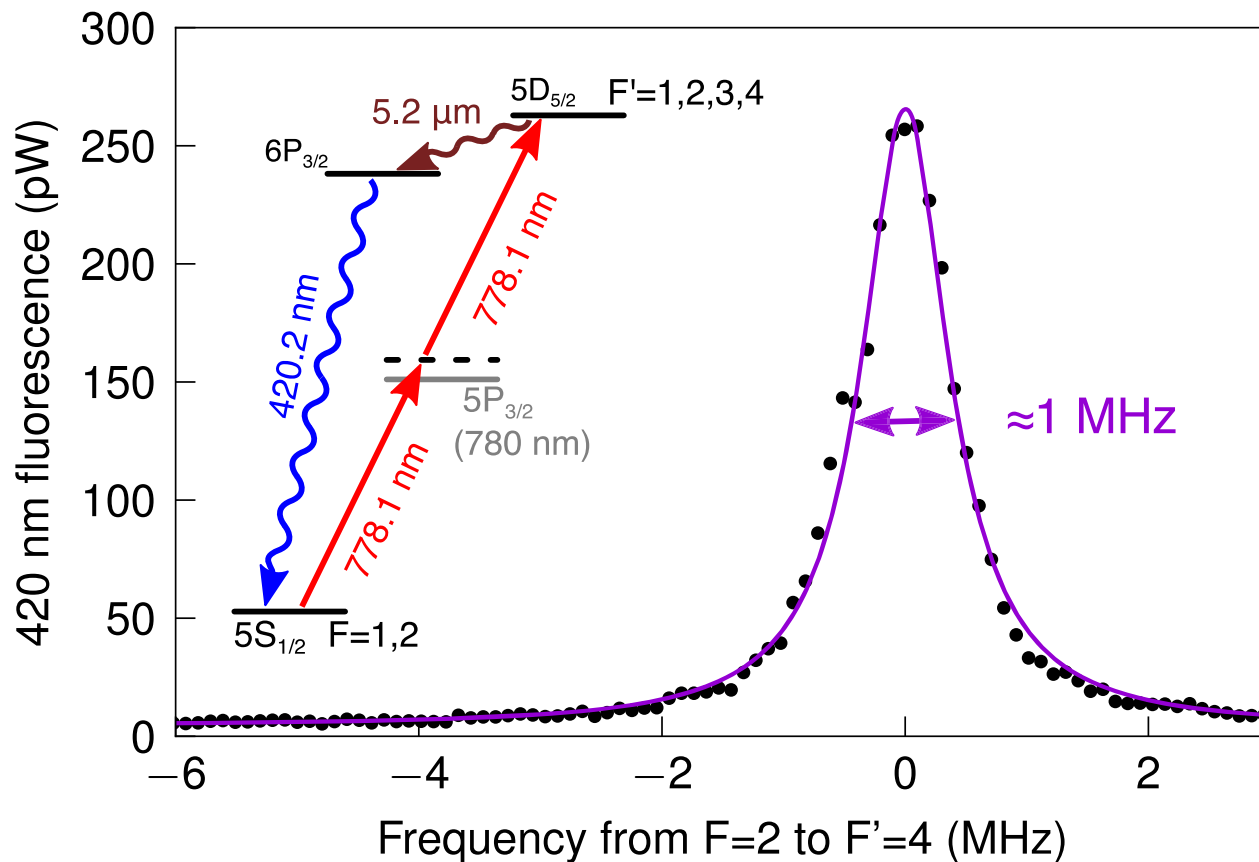 300
250
200
150
100
50
0
420 nm fluorescence (pW)
5D5/2 F'=1,2,3,4
5.2 µm
6P3/2
778.1 nm
420.2 nm
5P3/2
(780 nm)
778.1 nm
5S1/2 F=1,2
≈1 MHz
−6 −4 −2 0 2
Frequency from F=2 to F'=4 (MHz)